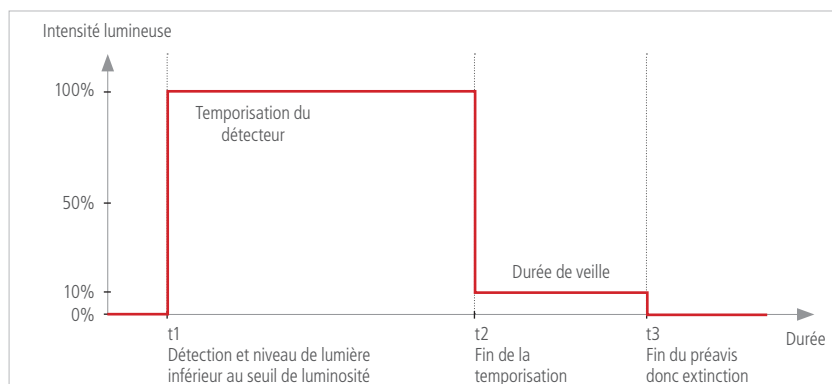 Intensité lumineuse
100%
Temporisation du
détecteur
50%
Durée de veille
10%
0%
t1
t2
t3
Durée
Détection et niveau de lumière
inférieur au seuil de luminosité
Fin de la
temporisation
Fin du préavis
donc extinction